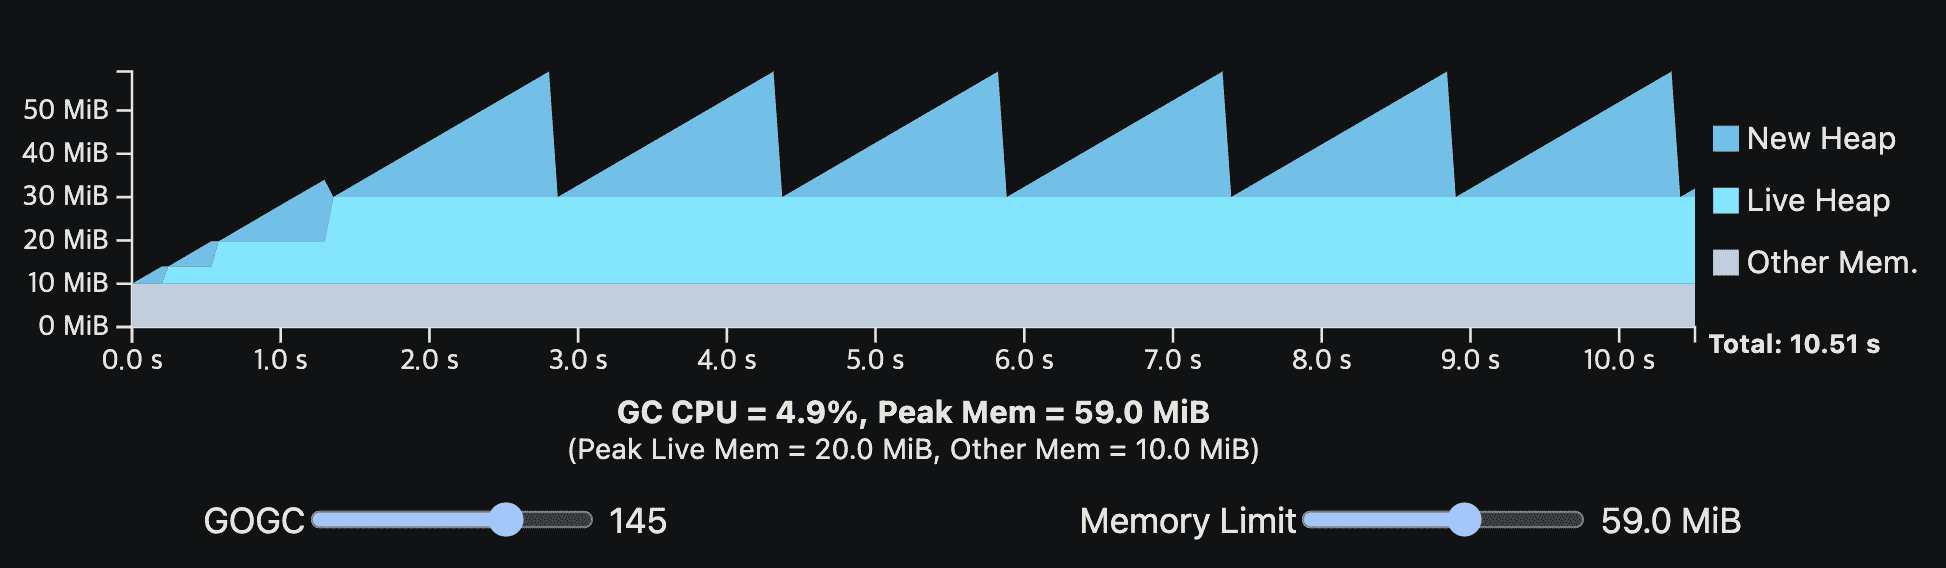 50 MiB
40 MiB
30 MiB
20 MiB
10 MiB
0 MiB
0.0 s 1.0 s 2.0 s 3.0 s 4.0 s 5.0 s 6.0 s 7.0 s 8.0 s 9.0 s 10.0 s
New Heap
Live Heap
Other Mem.
Total: 10.51 s
GC CPU = 4.9%, Peak Mem = 59.0 MiB
(Peak Live Mem = 20.0 MiB, Other Mem = 10.0 MiB)
GOGC 145 Memory Limit 59.0 MiB